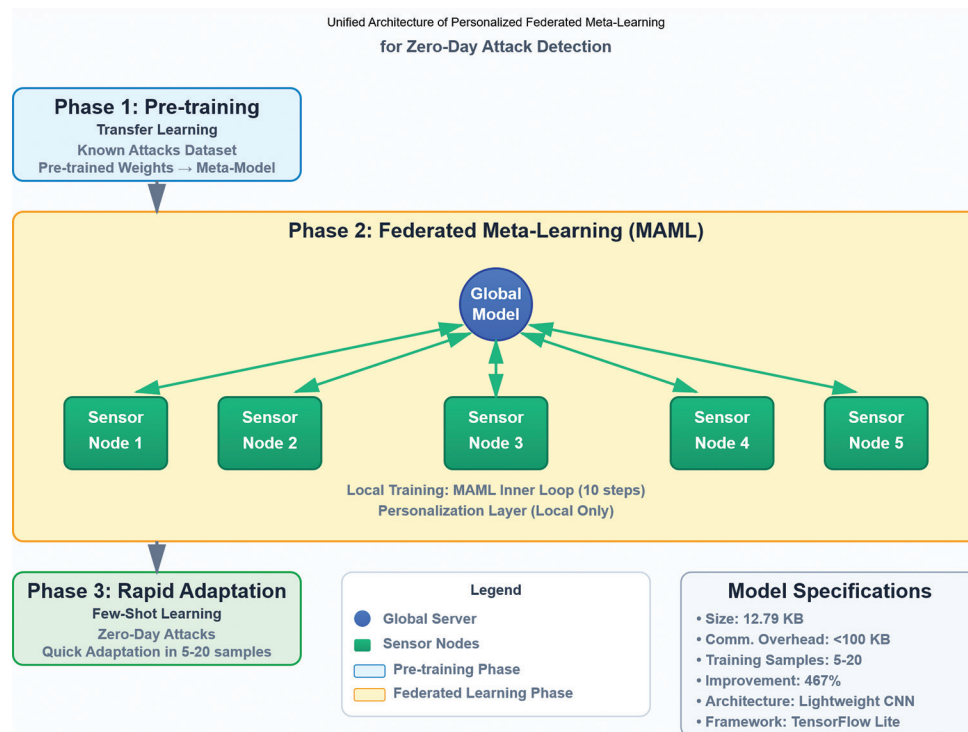 Unified Architecture of Personalized Federated Meta-Learning
for Zero-Day Attack Detection
Phase 1: Pre-training
Transfer Learning
Known Attacks Dataset
Pre-trained Weights → Meta-Model
Phase 2: Federated Meta-Learning (MAML)
Global
Model
Sensor
Node 1
Sensor
Node 2
Sensor
Node 3
Sensor
Node 4
Sensor
Node 5
Local Training: MAML Inner Loop (10 steps)
Personalization Layer (Local Only)
Phase 3: Rapid Adaptation
Few-Shot Learning
Zero-Day Attacks
Quick Adaptation in 5-20 samples
Legend
Global Server
Sensor Nodes
Pre-training Phase
Federated Learning Phase
Model Specifications
• Size: 12.79 KB
• Comm. Overhead: <100 KB
• Training Samples: 5-20
• Improvement: 467%
• Architecture: Lightweight CNN
• Framework: TensorFlow Lite